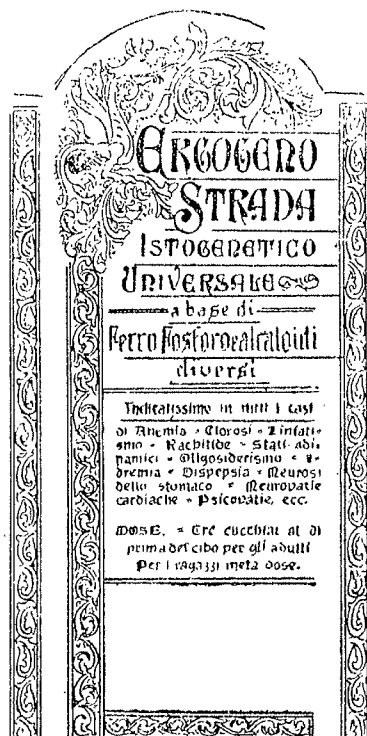 ERGOGENO
STRADA
ISTOGENETICO
UNIVERSALE
a base di
Ferro Fosforo e alcaloidi
diversi
Indicatissimo in tutti i casi
di Anemia - Clorosi - Linfati-
smo - Rachitide - Stati adi-
namici - Oligosiderismo -
dremia - Dispepsia - Neurosi
dello stomaco - Neuropatie
cardiache - Psicopatie, ecc.
DOSE. - Tre cucchiai al di
prima del cibo per gli adulti
Per i ragazzi metà dose.